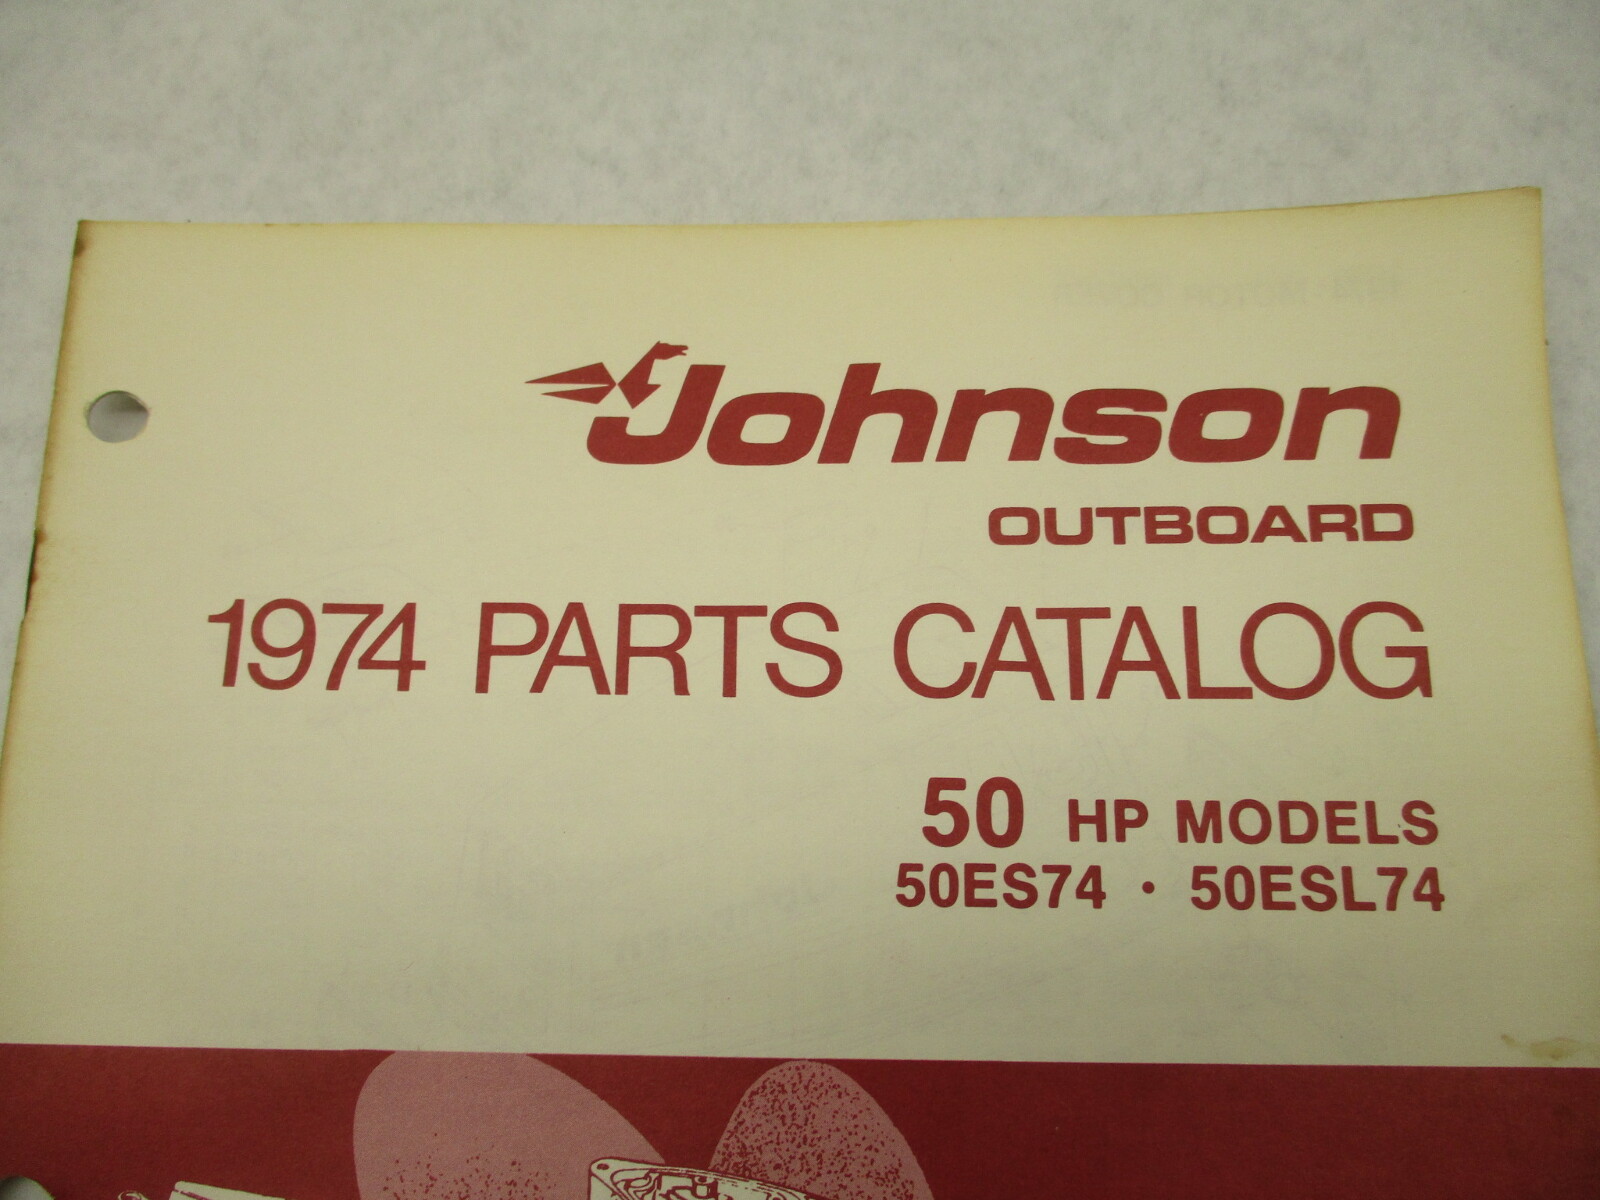 Johnson
OUTBOARD
1974 PARTS CATALOG
50 HP MODELS
50ES74 · 50ESL74